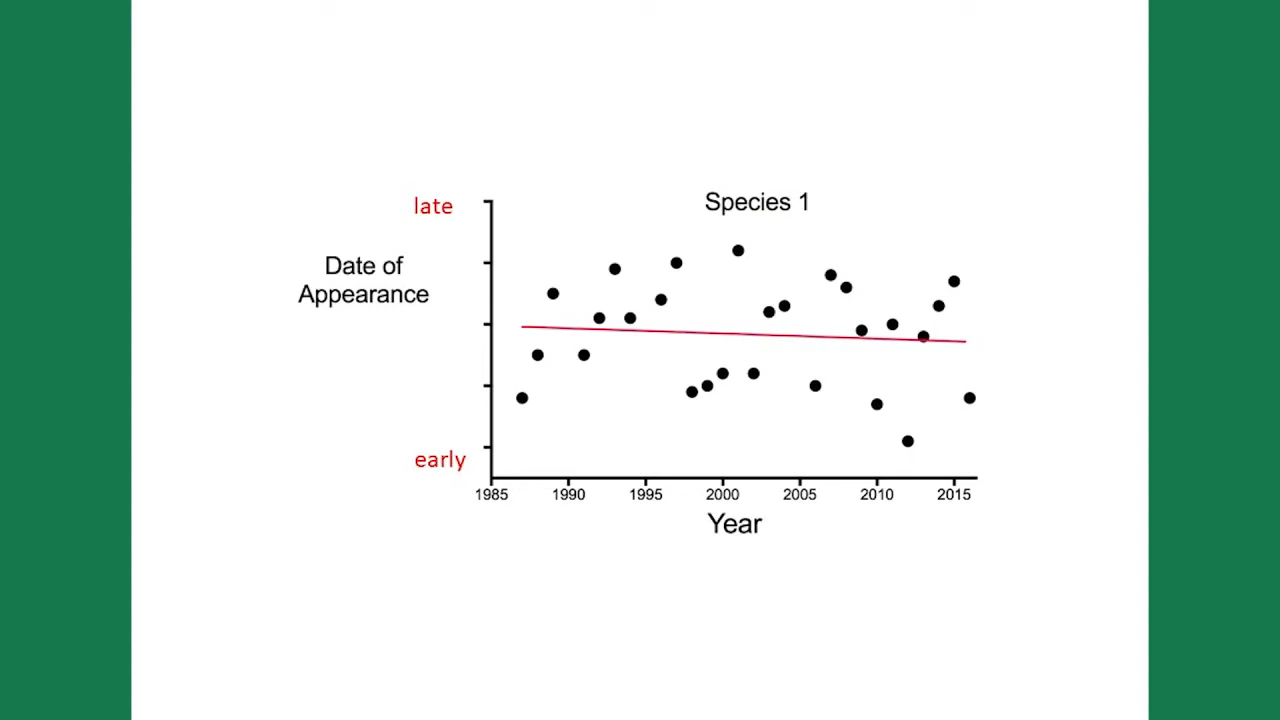 Species 1
late
Date of
Appearance
early
1985 1990 1995 2000 2005 2010 2015
Year